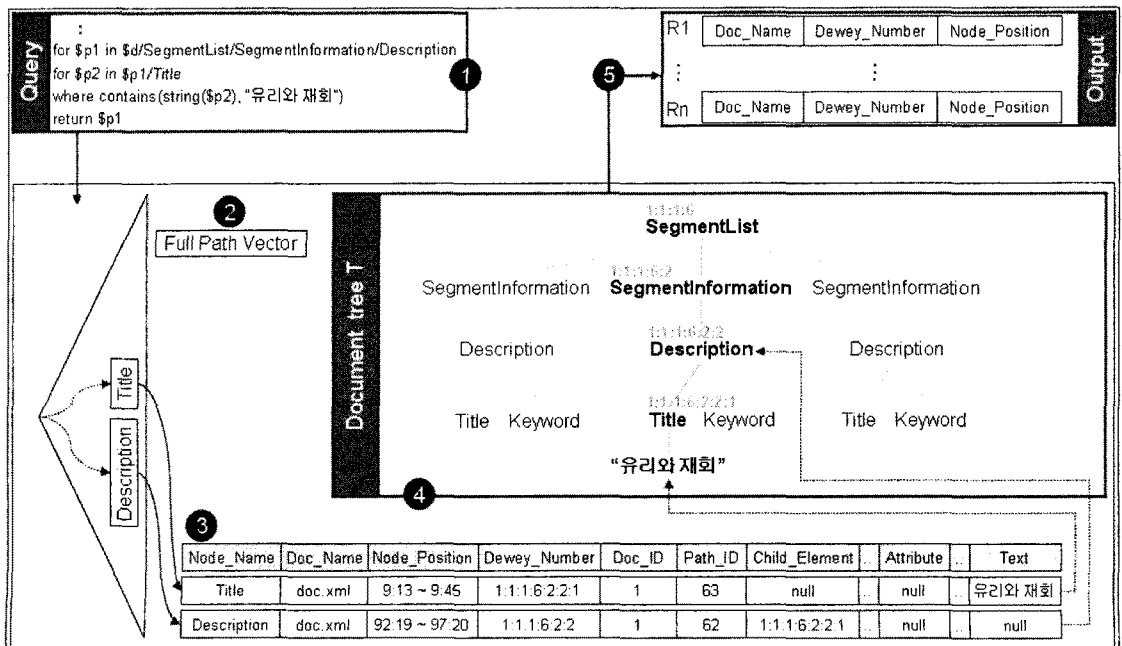 Query
:
for $p1 in $d/SegmentList/SegmentInformation/Description
for $p2 in $p1/Title
where contains(string($p2), "유리와 재회")
return $p1
1
5
R1 Doc_Name Dewey_Number Node_Position
: :
Rn Doc_Name Dewey_Number Node_Position
Output
2
Full Path Vector
Title
Description
Document tree T
1:1:1:6
SegmentList
1:1:1:6:2
SegmentInformation SegmentInformation SegmentInformation
1:1:1:6:2:2
Description Description Description
1:1:1:6:2:2:1
Title Keyword Title Keyword Title Keyword
"유리와 재회"
4
3
Node_Name Doc_Name Node_Position Dewey_Number Doc_ID Path_ID Child_Element .. Attribute .. Text
Title doc.xml 9:13 ~ 9:45 1:1:1:6:2:2:1 1 63 null .. null .. 유리와 재회
Description doc.xml 92:19 ~ 97:20 1:1:1:6:2:2 1 62 1:1:1:6:2:2:1 .. null .. null